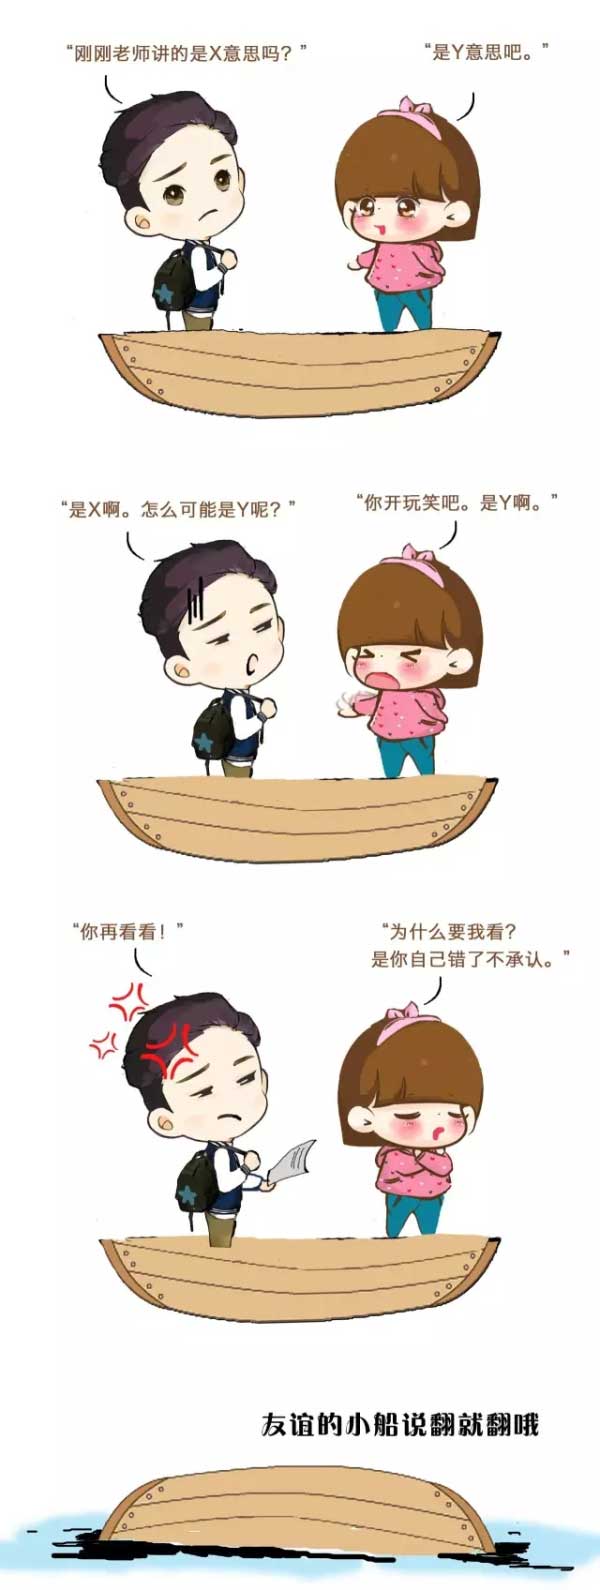 “刚刚老师讲的是X意思吗？”
“是Y意思吧。”
“是X啊。怎么可能是Y呢？”
“你开玩笑吧。是Y啊。”
“你再看看！”
“为什么要我看？
是你自己错了不承认。”
友谊的小船说翻就翻哦